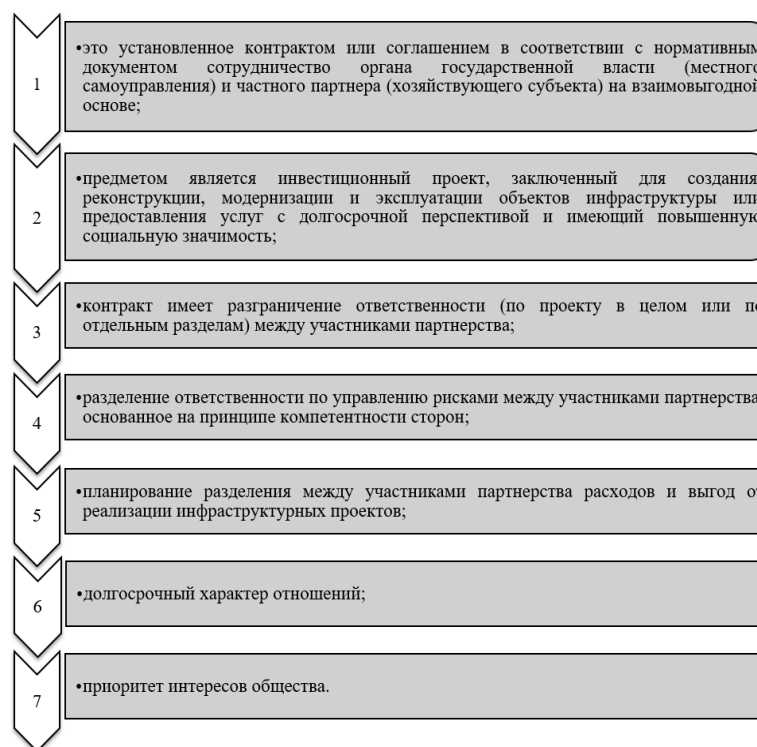 1
•это установленное контрактом или соглашением в соответствии с нормативным
документом сотрудничество органа государственной власти (местного
самоуправления) и частного партнера (хозяйствующего субъекта) на взаимовыгодной
основе;
2
•предметом является инвестиционный проект, заключенный для создания,
реконструкции, модернизации и эксплуатации объектов инфраструктуры или
предоставления услуг с долгосрочной перспективой и имеющий повышенную
социальную значимость;
3
•контракт имеет разграничение ответственности (по проекту в целом или по
отдельным разделам) между участниками партнерства;
4
•разделение ответственности по управлению рисками между участниками партнерства,
основанное на принципе компетентности сторон;
5
•планирование разделения между участниками партнерства расходов и выгод от
реализации инфраструктурных проектов;
6
•долгосрочный характер отношений;
7
•приоритет интересов общества.